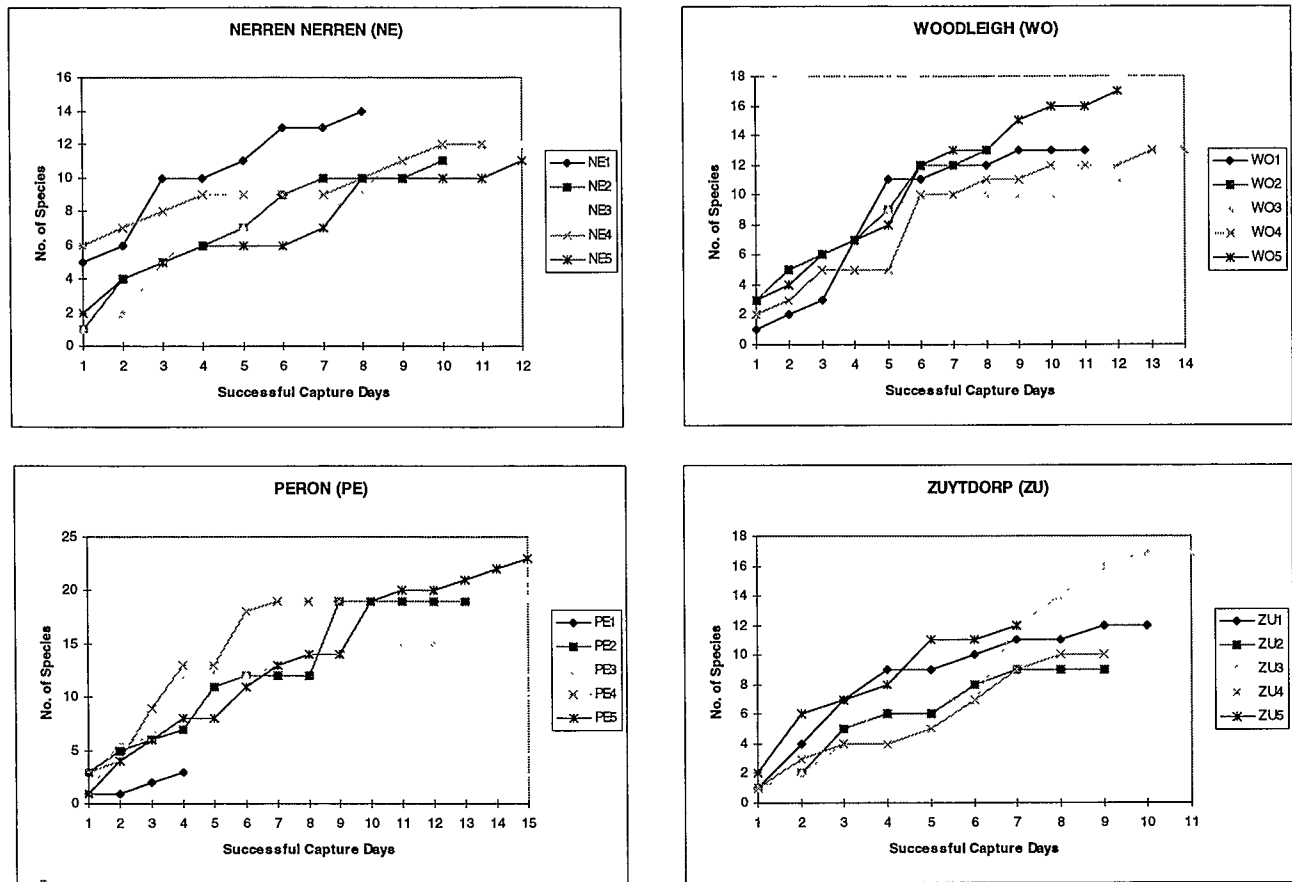 NERREN NERREN (NE)
No. of Species
16
14
12
10
8
6
4
2
0
1 2 3 4 5 6 7 8 9 10 11 12
Successful Capture Days
NE1
NE2
NE3
NE4
NE5
WOODLEIGH (WO)
No. of Species
18
16
14
12
10
8
6
4
2
0
1 2 3 4 5 6 7 8 9 10 11 12 13 14
Successful Capture Days
WO1
WO2
WO3
WO4
WO5
PERON (PE)
No. of Species
25
20
15
10
5
0
1 2 3 4 5 6 7 8 9 10 11 12 13 14 15
Successful Capture Days
PE1
PE2
PE3
PE4
PE5
ZUYTDORP (ZU)
No. of Species
18
16
14
12
10
8
6
4
2
0
1 2 3 4 5 6 7 8 9 10 11
Successful Capture Days
ZU1
ZU2
ZU3
ZU4
ZU5